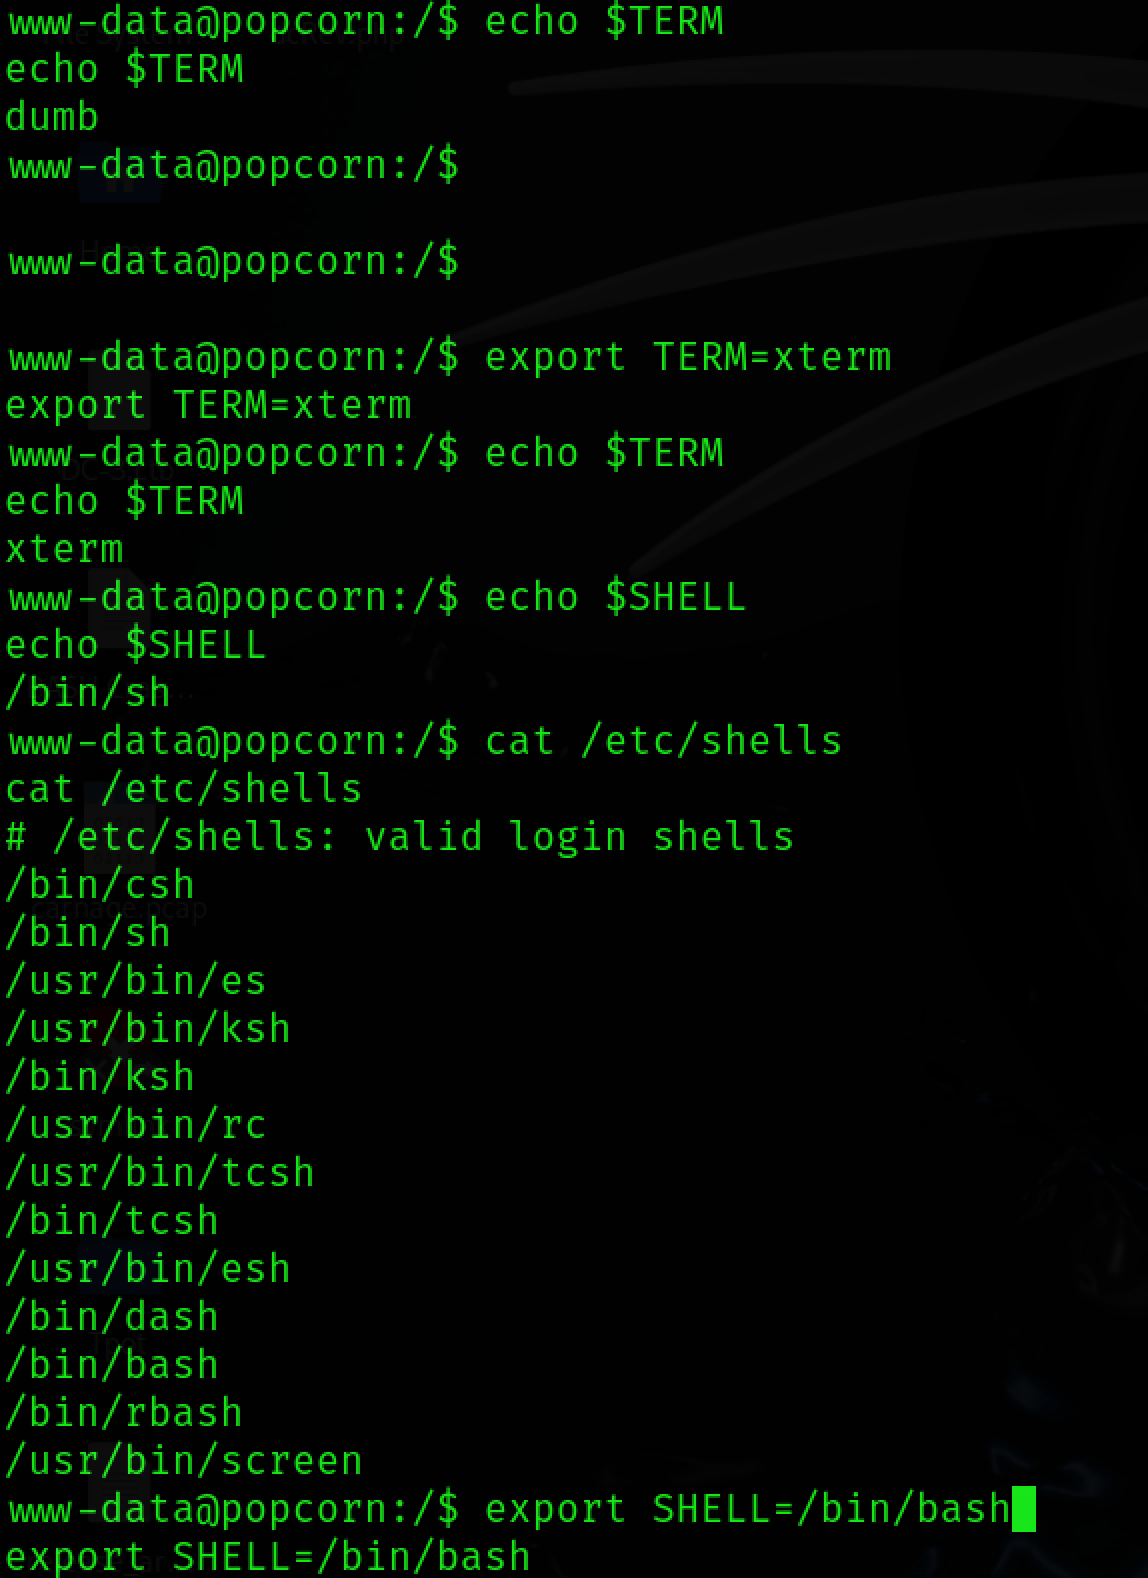 www-data@popcorn:/$ echo $TERM
echo $TERM
dumb
www-data@popcorn:/$
www-data@popcorn:/$
www-data@popcorn:/$ export TERM=xterm
export TERM=xterm
www-data@popcorn:/$ echo $TERM
echo $TERM
xterm
www-data@popcorn:/$ echo $SHELL
echo $SHELL
/bin/sh
www-data@popcorn:/$ cat /etc/shells
cat /etc/shells
# /etc/shells: valid login shells
/bin/csh
/bin/sh
/usr/bin/es
/usr/bin/ksh
/bin/ksh
/usr/bin/rc
/usr/bin/tcsh
/bin/tcsh
/usr/bin/esh
/bin/dash
/bin/bash
/bin/rbash
/usr/bin/screen
www-data@popcorn:/$ export SHELL=/bin/bash
export SHELL=/bin/bash